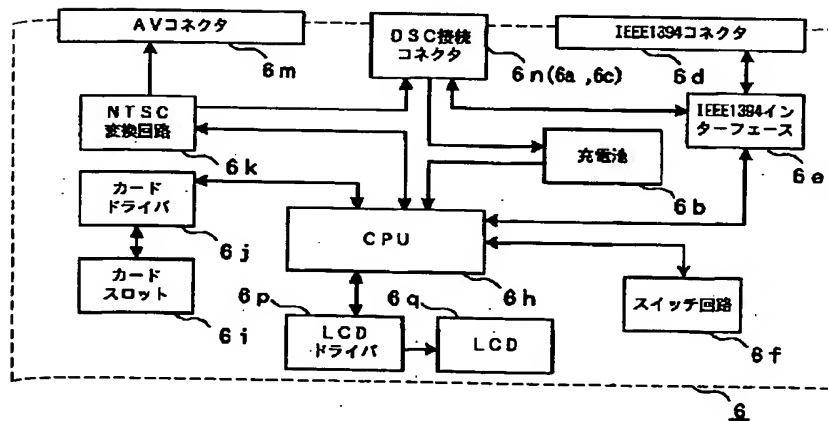 AVコネクタ
6m
DSC接続
コネクタ
6n(6a,6c)
IEEE1394コネクタ
6d
NTSC
変換回路
6k
IEEE1394イン
ターフェース
6e
充電池
6b
カード
ドライバ
6j
CPU
6h
カード
スロット
6i
スイッチ回路
6f
6p
LCD
ドライバ
6q
LCD
6